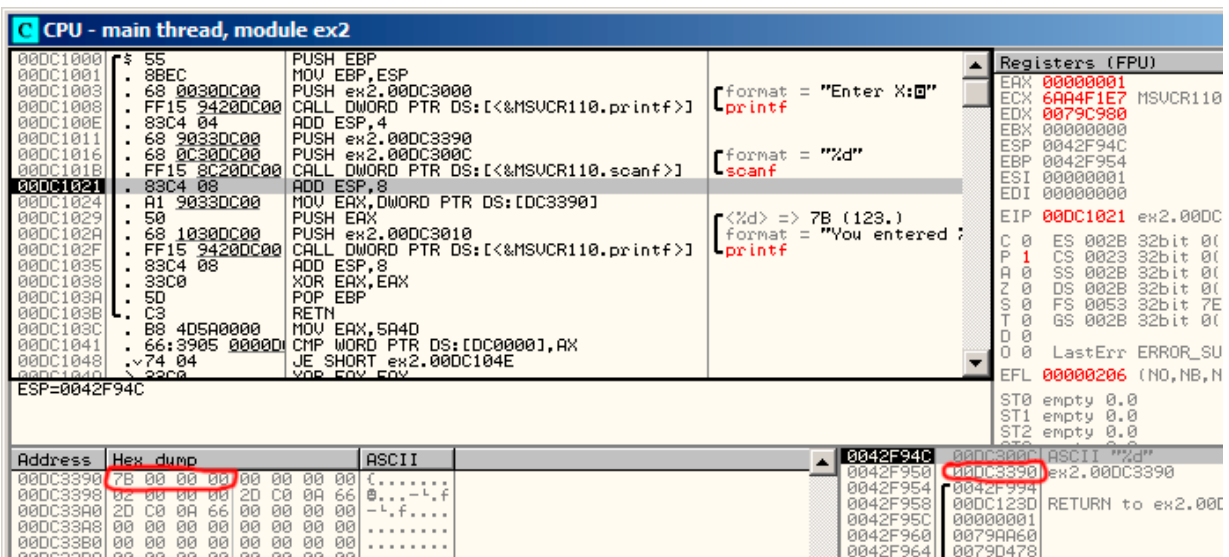 C CPU - main thread, module ex2
00DC1000 $ 55 PUSH EBP
00DC1001 . 8BEC MOV EBP,ESP
00DC1003 . 68 0030DC00 PUSH ex2.00DC3000 format = "Enter X:"
00DC1008 . FF15 9420DC00 CALL DWORD PTR DS:[<&MSVCR110.printf>] printf
00DC100E . 83C4 04 ADD ESP,4
00DC1011 . 68 9033DC00 PUSH ex2.00DC3390
00DC1016 . 68 0C30DC00 PUSH ex2.00DC300C format = "%d"
00DC101B . FF15 8C20DC00 CALL DWORD PTR DS:[<&MSVCR110.scanf>] scanf
00DC1021 . 83C4 08 ADD ESP,8
00DC1024 . A1 9033DC00 MOV EAX,DWORD PTR DS:[DC3390]
00DC1029 . 50 PUSH EAX <%d> => 7B (123.)
00DC102A . 68 1030DC00 PUSH ex2.00DC3010 format = "You entered
00DC102F . FF15 9420DC00 CALL DWORD PTR DS:[<&MSVCR110.printf>] printf
00DC1035 . 83C4 08 ADD ESP,8
00DC1038 . 33C0 XOR EAX,EAX
00DC103A . 5D POP EBP
00DC103B . C3 RETN
00DC103C . B8 4D5A0000 MOV EAX,5A4D
00DC1041 . 66:3905 0000D CMP WORD PTR DS:[DC0000],AX
00DC1048 .v74 04 JE SHORT ex2.00DC104E
ESP=0042F94C
Registers (FPU)
EAX 00000001
ECX 6AA4F1E7 MSVCR110
EDX 0079C980
EBX 00000000
ESP 0042F94C
EBP 0042F954
ESI 00000001
EDI 00000000
EIP 00DC1021 ex2.00DC
C 0 ES 002B 32bit 0(
P 1 CS 0023 32bit 0(
A 0 SS 002B 32bit 0(
Z 0 DS 002B 32bit 0(
S 0 FS 0053 32bit 7E
T 0 GS 002B 32bit 0(
D 0
O 0 LastErr ERROR_SU
EFL 00000206 (NO,NB,N
ST0 empty 0.0
ST1 empty 0.0
ST2 empty 0.0
Address Hex dump ASCII
00DC3390 7B 00 00 00 00 00 00 00 {.......
00DC3398 02 00 00 00 2D C0 0A 66
00DC33A0 2D C0 0A 66 00 00 00 00
00DC33A8 00 00 00 00 00 00 00 00 ........
00DC33B0 00 00 00 00 00 00 00 00 ........
0042F94C 00DC300C ASCII "%d"
0042F950 00DC3390 ex2.00DC3390
0042F954 0042F994
0042F958 00DC123D RETURN to ex2.00D
0042F95C 00000001
0042F960 0079AA60
0042F964 0079D478